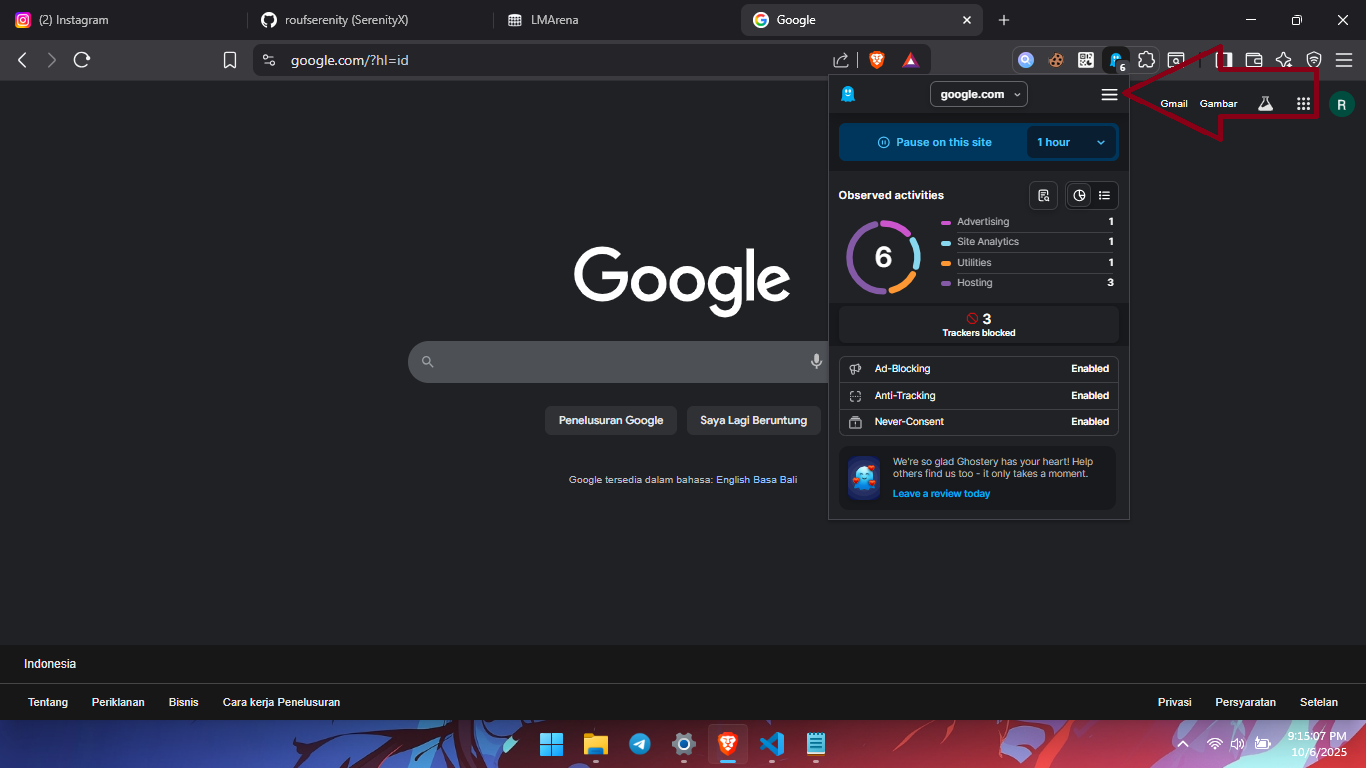 (2) Instagram
roufserenity (SerenityX)
LMArena
Google
google.com/?hl=id
6
google.com
Gmail
Gambar
R
Pause on this site
1 hour
Observed activities
6
Advertising 1
Site Analytics 1
Utilities 1
Hosting 3
3
Trackers blocked
Ad-Blocking Enabled
Anti-Tracking Enabled
Never-Consent Enabled
We're so glad Ghostery has your heart! Help
others find us too - it only takes a moment.
Leave a review today
Google
Penelusuran Google
Saya Lagi Beruntung
Google tersedia dalam bahasa: English Basa Bali
Indonesia
Tentang
Periklanan
Bisnis
Cara kerja Penelusuran
Privasi
Persyaratan
Setelan
9:15:07 PM
10/6/2025